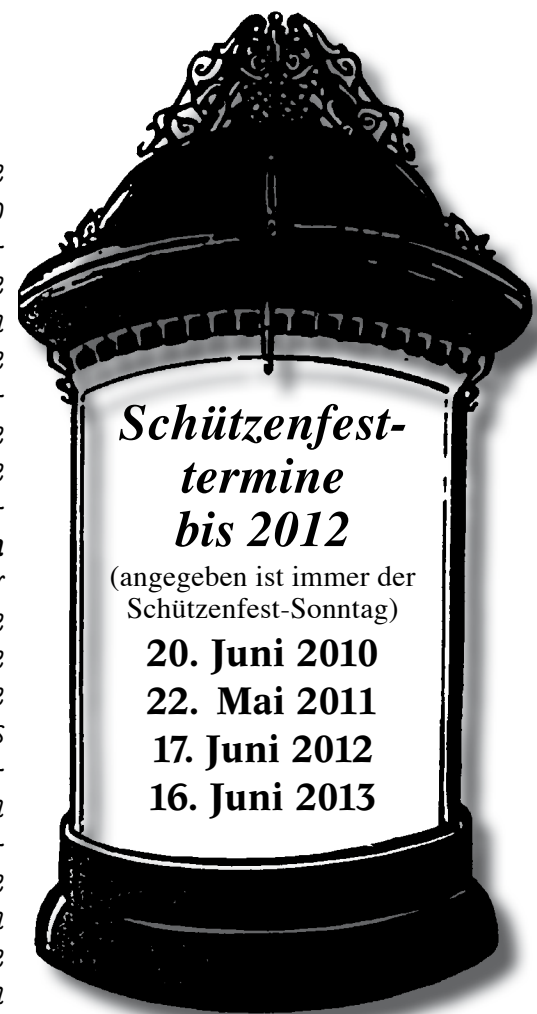 Schützenfest-
termine
bis 2012
(angegeben ist immer der
Schützenfest-Sonntag)
20. Juni 2010
22. Mai 2011
17. Juni 2012
16. Juni 2013